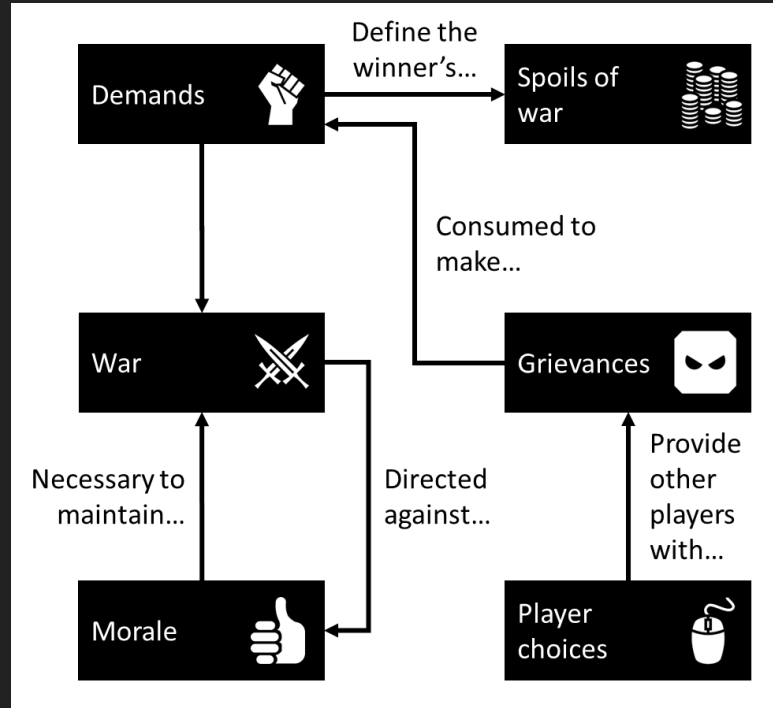 Define the
winner's…
Demands
Spoils of
war
Consumed to
make…
War
Grievances
Necessary to
maintain…
Directed
against…
Provide
other
players
with…
Morale
Player
choices